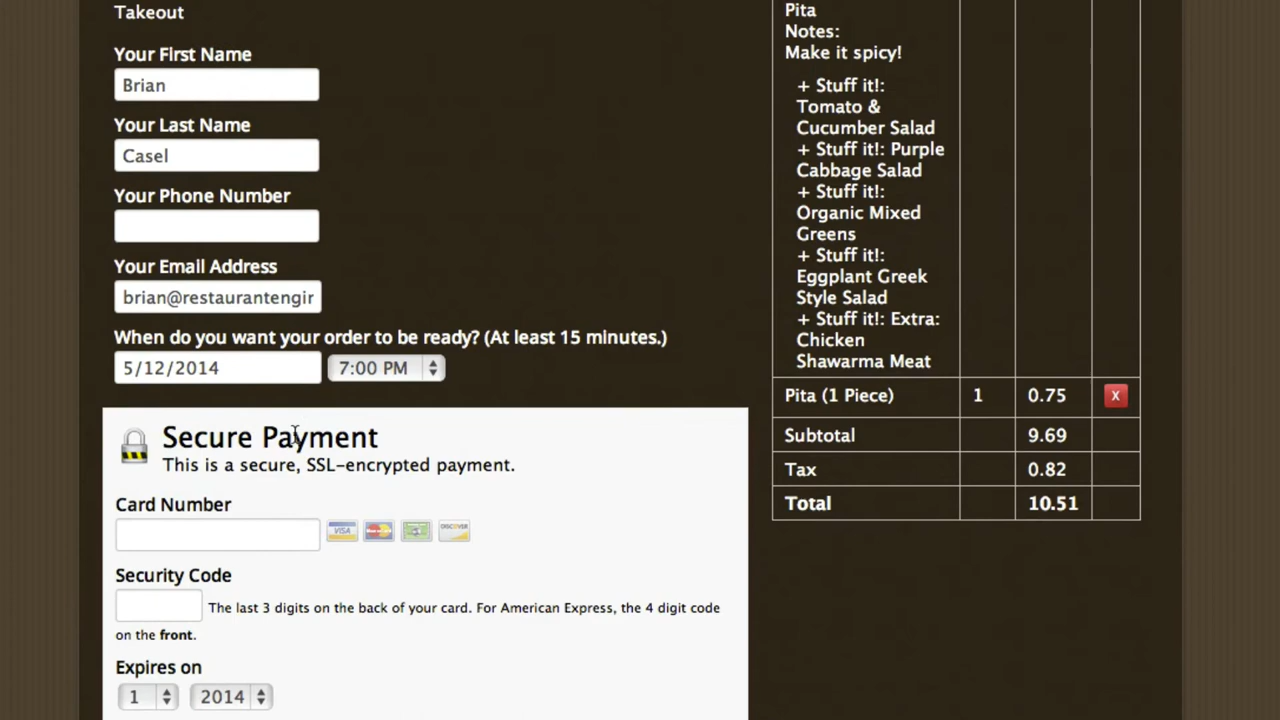 Takeout
Your First Name
Brian
Your Last Name
Casel
Your Phone Number
Your Email Address
brian@restaurantengir
When do you want your order to be ready? (At least 15 minutes.)
5/12/2014 7:00 PM
Secure Payment
This is a secure, SSL-encrypted payment.
Card Number
VISA MasterCard DISCOVER
Security Code
The last 3 digits on the back of your card. For American Express, the 4 digit code
on the front.
Expires on
1 2014
Pita
Notes:
Make it spicy!
+ Stuff it!:
Tomato &
Cucumber Salad
+ Stuff it!: Purple
Cabbage Salad
+ Stuff it!:
Organic Mixed
Greens
+ Stuff it!:
Eggplant Greek
Style Salad
+ Stuff it!: Extra:
Chicken
Shawarma Meat
Pita (1 Piece) 1 0.75 X
Subtotal 9.69
Tax 0.82
Total 10.51